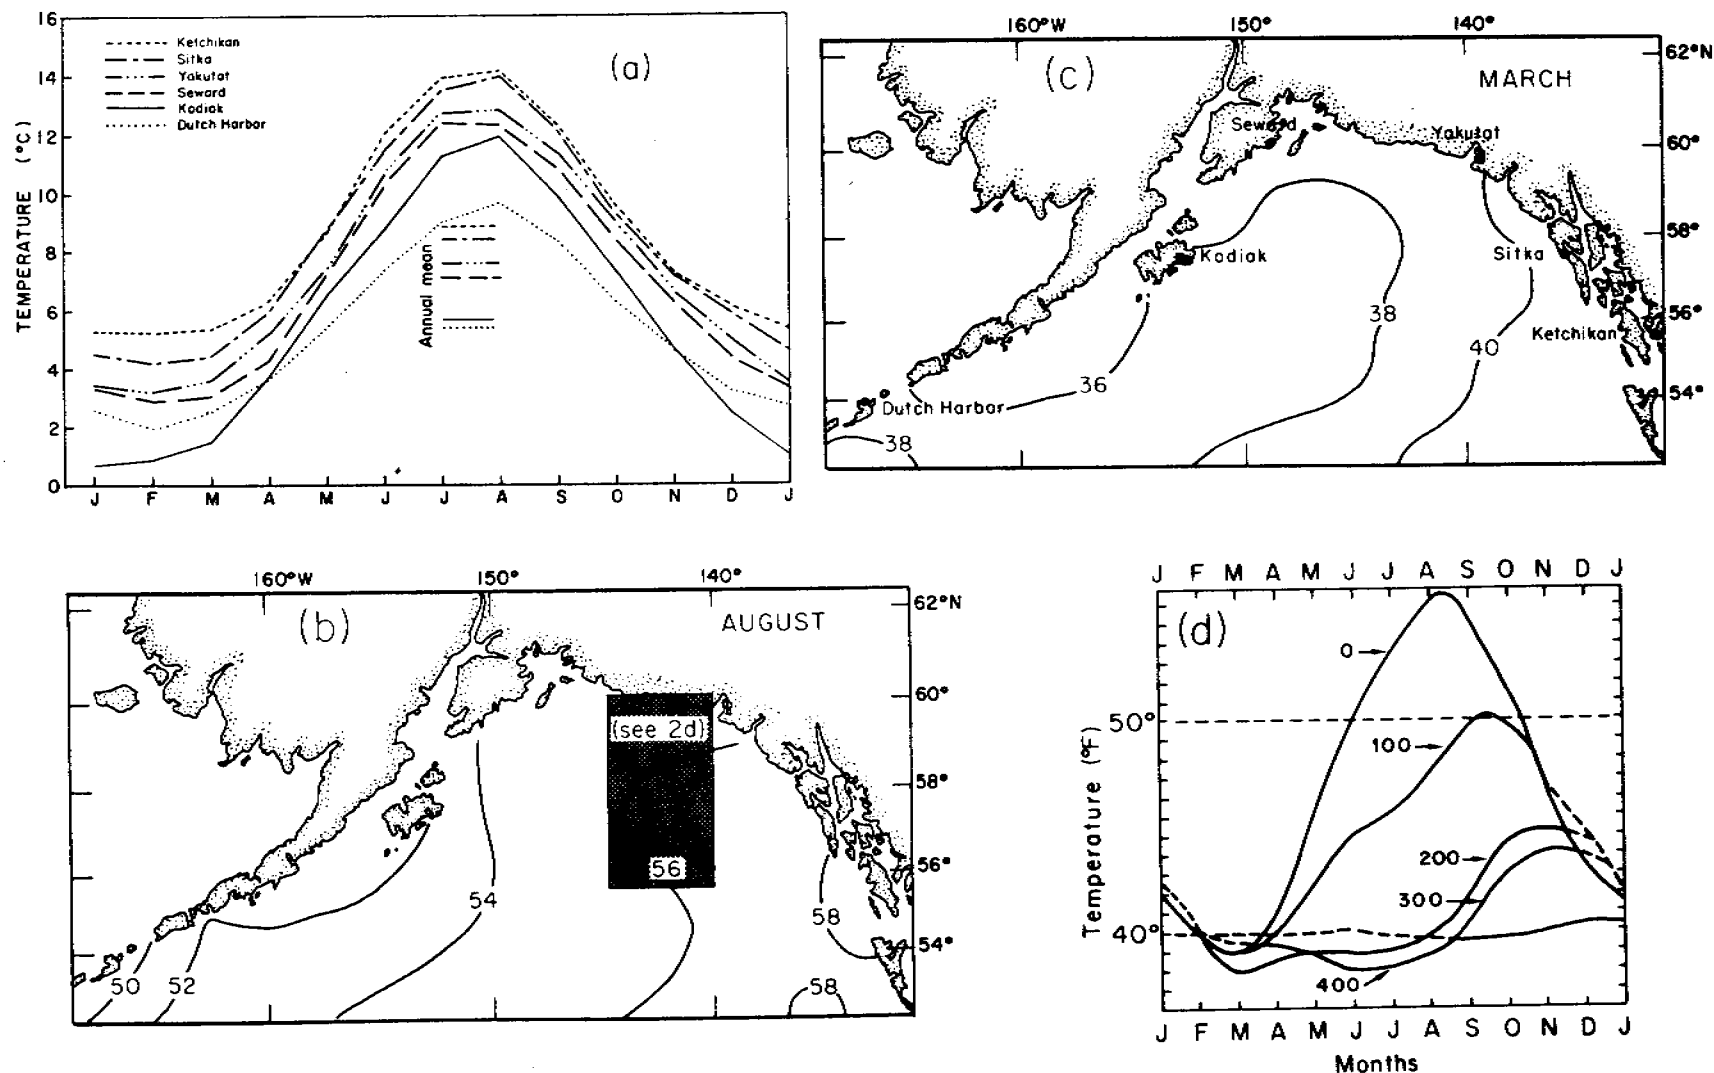 16
14
12
10
8
6
4
2
0
TEMPERATURE (°C)
Ketchikan
Sitka
Yakutat
Seward
Kodiak
Dutch Harbor
(a)
Annual mean
J F M A M J J A S O N D J
160°W 150° 140°
(c)
MARCH
62°N
60°
58°
56°
54°
Seward
Yakutat
Kodiak
Sitka
Ketchikan
Dutch Harbor
38
40
36
38
160°W 150° 140°
(b)
AUGUST
62°N
60°
58°
56°
54°
(see 2d)
56
54
58
50
52
58
J F M A M J J A S O N D J
(d)
0
100
200
300
400
50°
40°
Temperature (°F)
J F M A M J J A S O N D J
Months